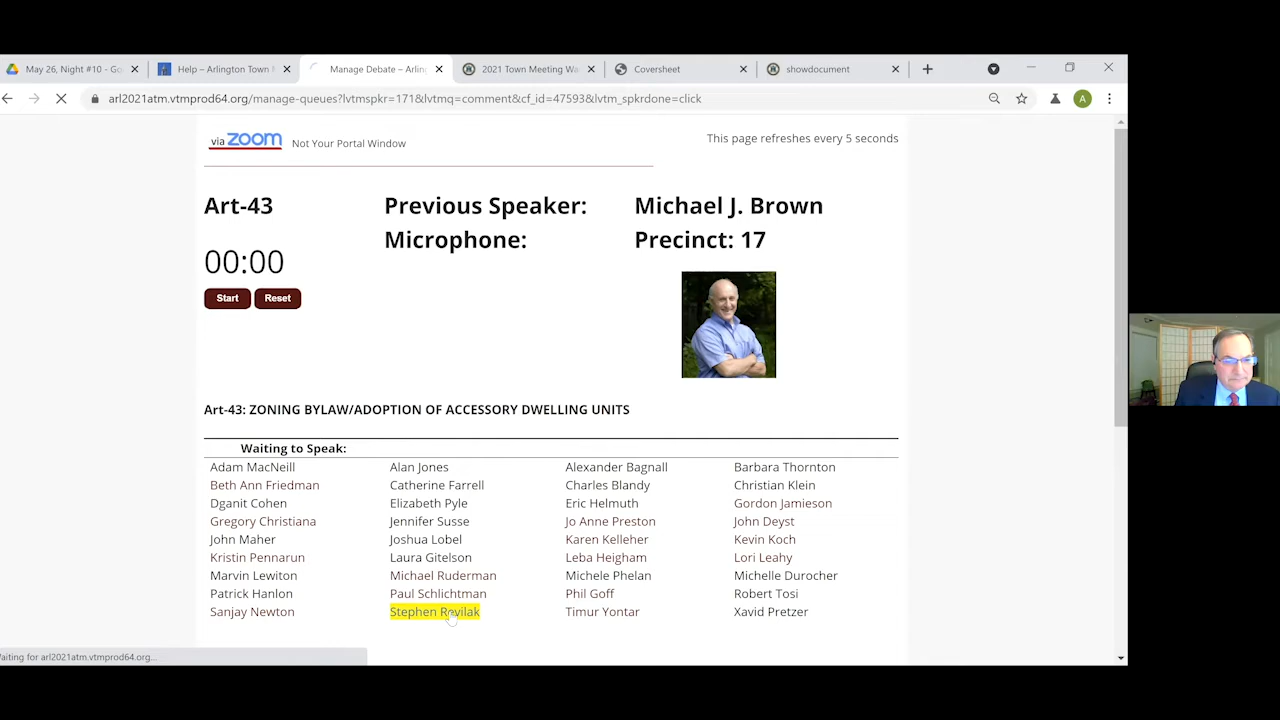 May 26, Night #10 - Go
Help – Arlington Town
Manage Debate – Arlin
2021 Town Meeting Wa
Coversheet
showdocument
arl2021atm.vtmprod64.org/manage-queues?lvtmspkr=171&lvtmq=comment&cf_id=47593&lvtm_spkrdone=click
A
via zoom Not Your Portal Window
This page refreshes every 5 seconds
Art-43 Previous Speaker: Michael J. Brown
Microphone: Precinct: 17
00:00
Start Reset
Art-43: ZONING BYLAW/ADOPTION OF ACCESSORY DWELLING UNITS
Waiting to Speak:
Adam MacNeill Alan Jones Alexander Bagnall Barbara Thornton
Beth Ann Friedman Catherine Farrell Charles Blandy Christian Klein
Dganit Cohen Elizabeth Pyle Eric Helmuth Gordon Jamieson
Gregory Christiana Jennifer Susse Jo Anne Preston John Deyst
John Maher Joshua Lobel Karen Kelleher Kevin Koch
Kristin Pennarun Laura Gitelson Leba Heigham Lori Leahy
Marvin Lewiton Michael Ruderman Michele Phelan Michelle Durocher
Patrick Hanlon Paul Schlichtman Phil Goff Robert Tosi
Sanjay Newton Stephen Revilak Timur Yontar Xavid Pretzer
aiting for arl2021atm.vtmprod64.org...